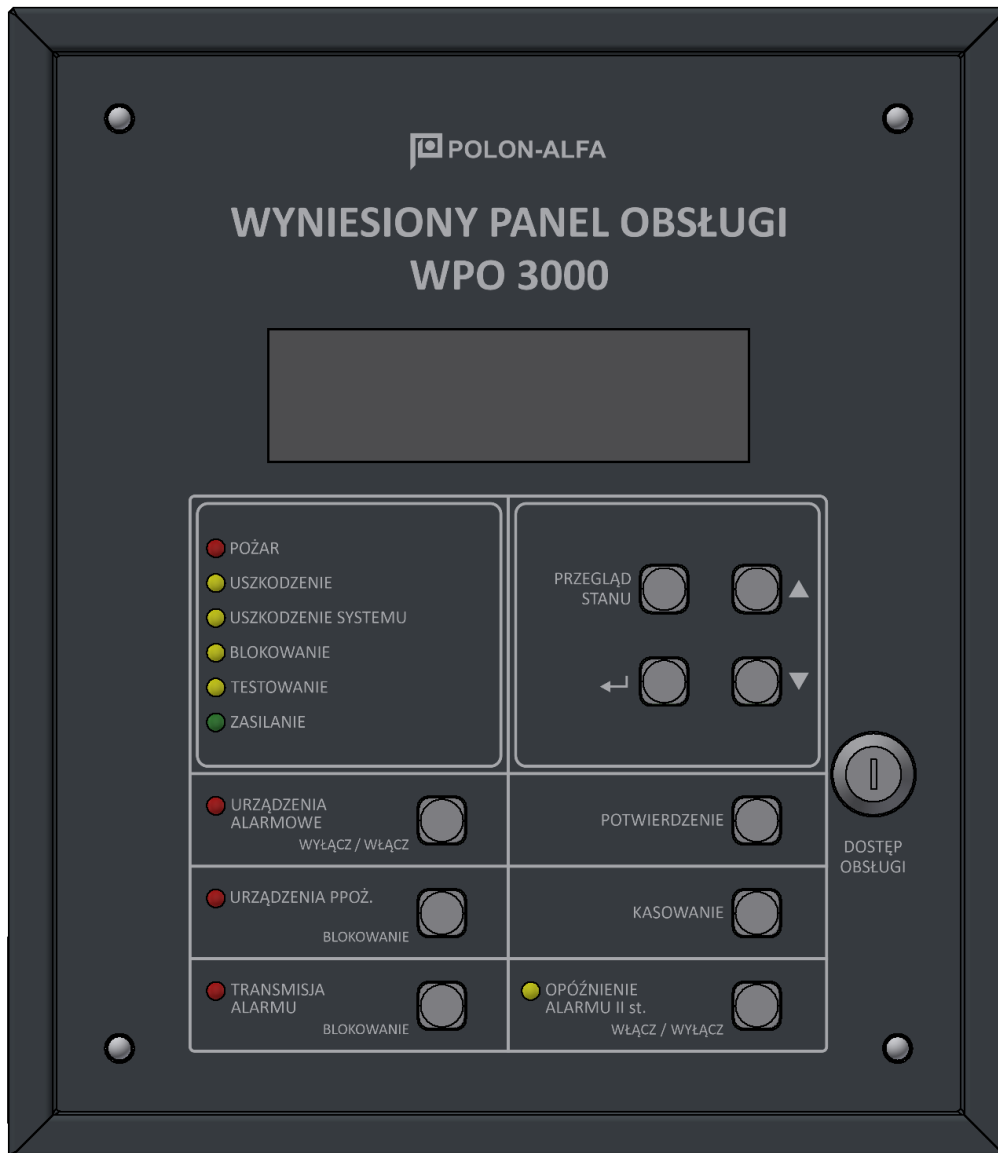 POLON-ALFA
WYNIESIONY PANEL OBSŁUGI
WPO 3000
POŻAR
USZKODZENIE
USZKODZENIE SYSTEMU
BLOKOWANIE
TESTOWANIE
ZASILANIE
PRZEGLĄD
STANU
URZĄDZENIA
ALARMOWE
WYŁĄCZ / WŁĄCZ
POTWIERDZENIE
DOSTĘP
OBSŁUGI
URZĄDZENIA PPOŻ.
BLOKOWANIE
KASOWANIE
TRANSMISJA
ALARMU
BLOKOWANIE
OPÓŹNIENIE
ALARMU II st.
WŁĄCZ / WYŁĄCZ